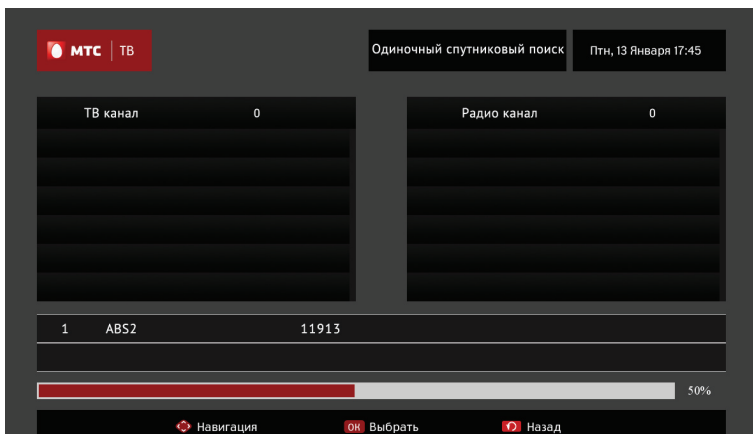 МТС | ТВ
Одиночный спутниковый поиск
Птн, 13 Января 17:45
ТВ канал 0
Радио канал 0
1 ABS2 11913
50%
Навигация ОК Выбрать Назад